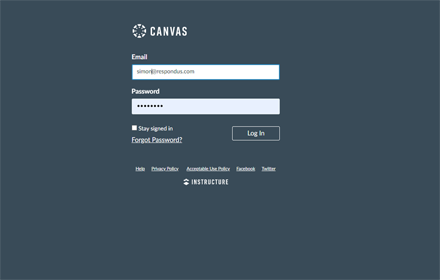 CANVAS
Email
simon@respondus.com
Password
••••••••
Stay signed in
Log In
Forgot Password?
Help Privacy Policy Acceptable Use Policy Facebook Twitter
INSTRUCTURE